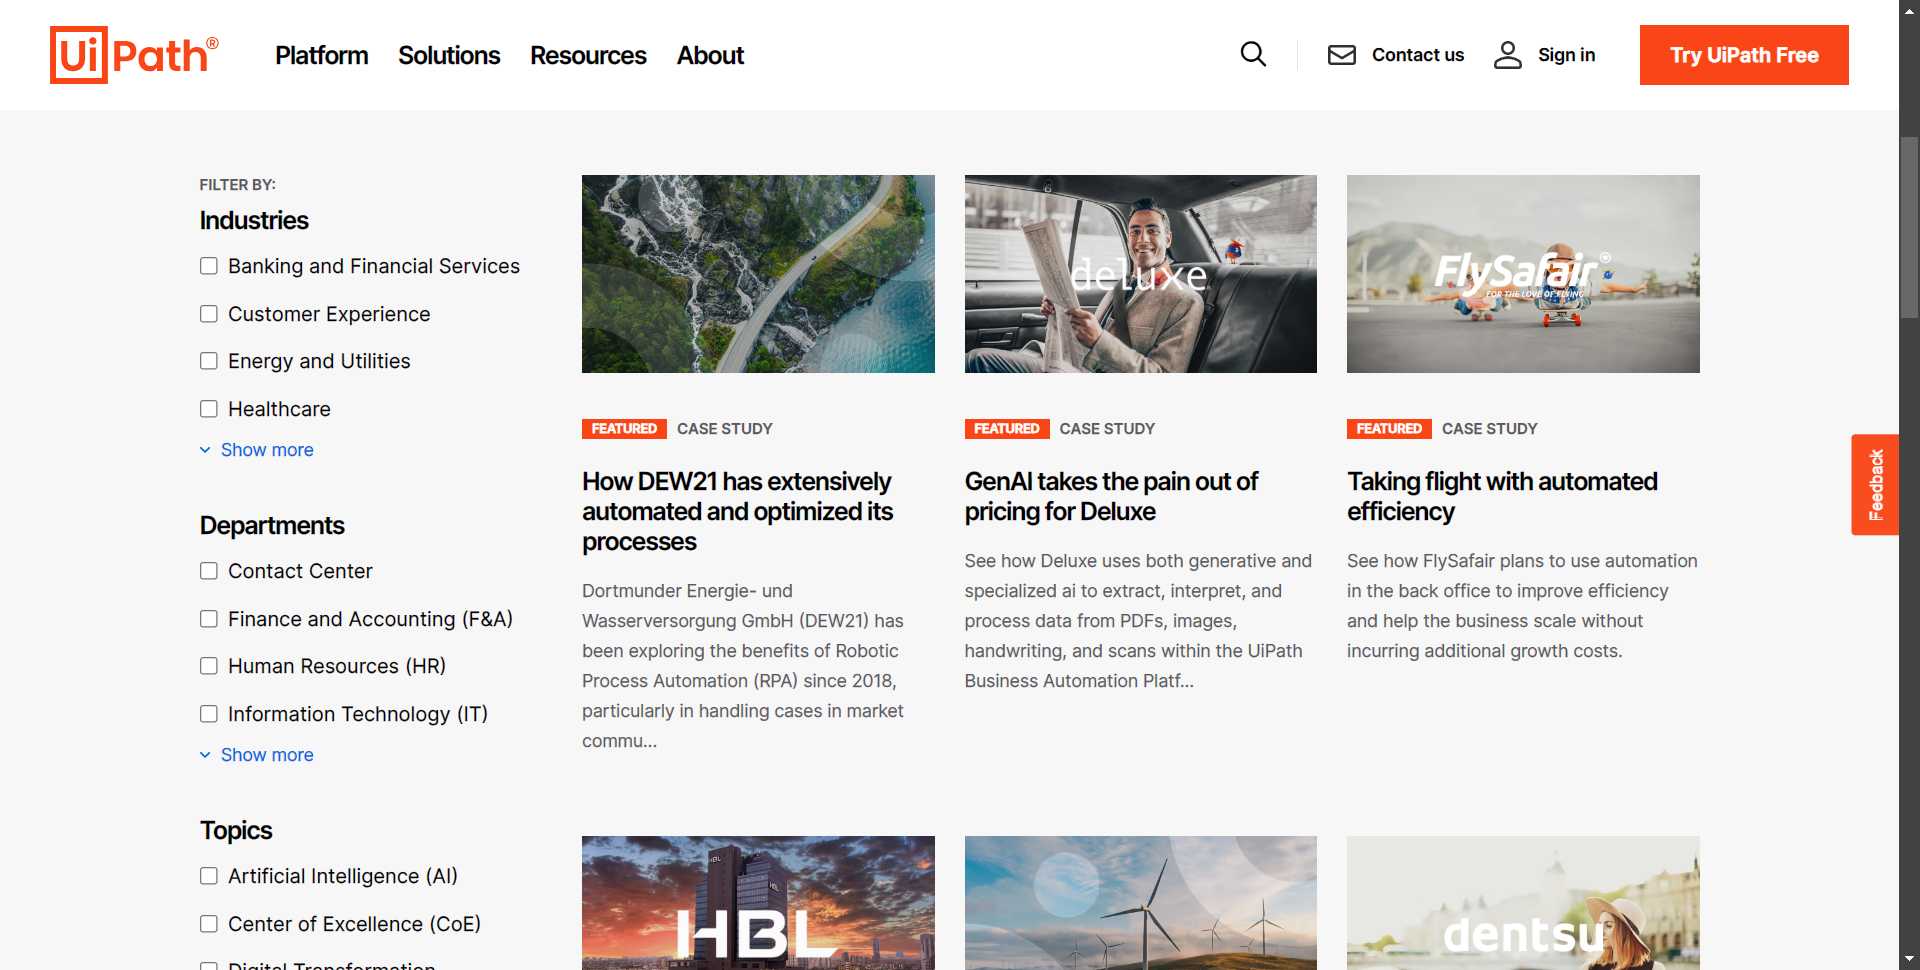 UiPath®
Platform
Solutions
Resources
About
Contact us
Sign in
Try UiPath Free
FILTER BY:
Industries
Banking and Financial Services
Customer Experience
Energy and Utilities
Healthcare
Show more
Departments
Contact Center
Finance and Accounting (F&A)
Human Resources (HR)
Information Technology (IT)
Show more
Topics
Artificial Intelligence (AI)
Center of Excellence (CoE)
Digital Transformation
FEATURED CASE STUDY
How DEW21 has extensively
automated and optimized its
processes
Dortmunder Energie- und
Wasserversorgung GmbH (DEW21) has
been exploring the benefits of Robotic
Process Automation (RPA) since 2018,
particularly in handling cases in market
commu...
deluxe
FEATURED CASE STUDY
GenAI takes the pain out of
pricing for Deluxe
See how Deluxe uses both generative and
specialized ai to extract, interpret, and
process data from PDFs, images,
handwriting, and scans within the UiPath
Business Automation Platf...
FlySafair®
FOR THE LOVE OF FLYING
FEATURED CASE STUDY
Taking flight with automated
efficiency
See how FlySafair plans to use automation
in the back office to improve efficiency
and help the business scale without
incurring additional growth costs.
HBL
HBL
HBL
dentsu
Feedback